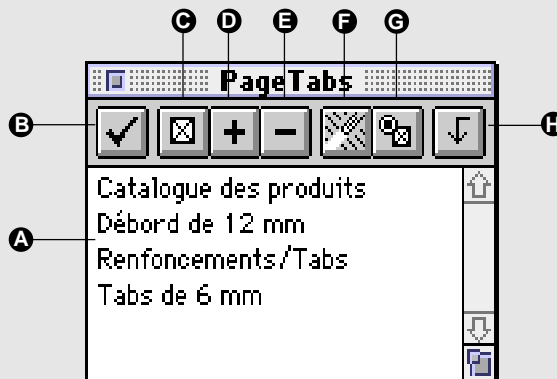 C D E F G
PageTabs
B H
Catalogue des produits
Débord de 12 mm
A
Renfoncements/Tabs
Tabs de 6 mm